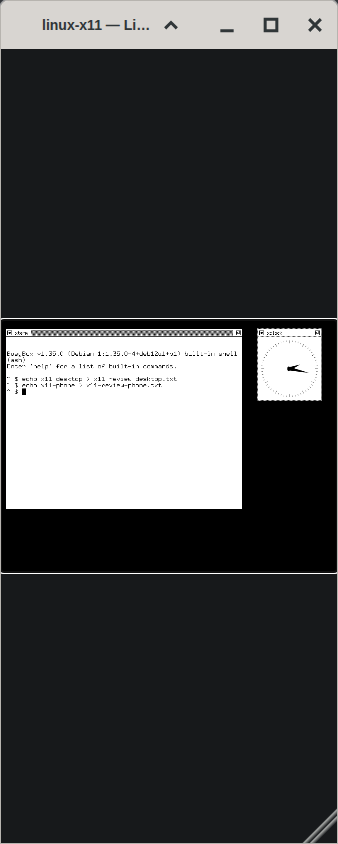 linux-x11 — Li...
xterm
xclock
BusyBox v1.35.0 (Debian 1:1.35.0-4+deb12u1+b1) built-in shell
(ash)
Enter 'help' for a list of built-in commands.
~ $ echo x11-desktop > x11-review-desktop.txt
~ $ echo x11-phone > x11-review-phone.txt
~ $